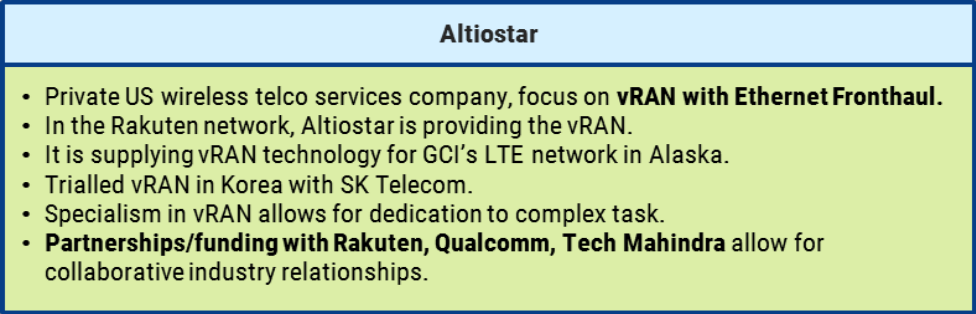 Altiostar
• Private US wireless telco services company, focus on vRAN with Ethernet Fronthaul.
• In the Rakuten network, Altiostar is providing the vRAN.
• It is supplying vRAN technology for GCI's LTE network in Alaska.
• Trialled vRAN in Korea with SK Telecom.
• Specialism in vRAN allows for dedication to complex task.
• Partnerships/funding with Rakuten, Qualcomm, Tech Mahindra allow for
collaborative industry relationships.